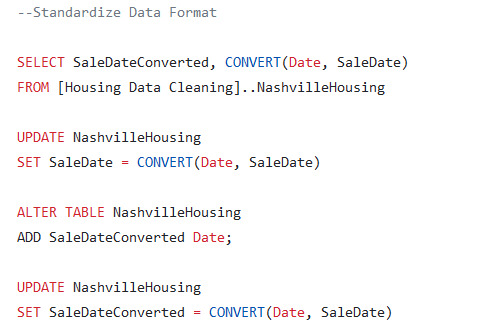 --Standardize Data Format
SELECT SaleDateConverted, CONVERT(Date, SaleDate)
FROM [Housing Data Cleaning]..NashvilleHousing
UPDATE NashvilleHousing
SET SaleDate = CONVERT(Date, SaleDate)
ALTER TABLE NashvilleHousing
ADD SaleDateConverted Date;
UPDATE NashvilleHousing
SET SaleDateConverted = CONVERT(Date, SaleDate)